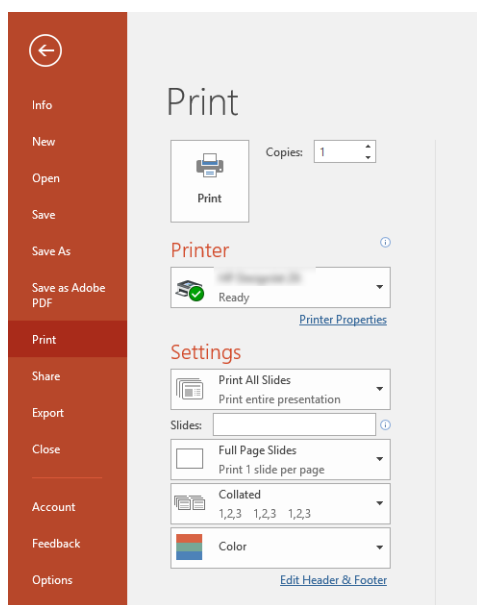 Info
New
Open
Save
Save As
Save as Adobe
PDF
Print
Share
Export
Close
Account
Feedback
Options
Print
Print
Copies: 1
Printer
Ready
Printer Properties
Settings
Print All Slides
Print entire presentation
Slides:
Full Page Slides
Print 1 slide per page
Collated
1,2,3 1,2,3 1,2,3
Color
Edit Header & Footer